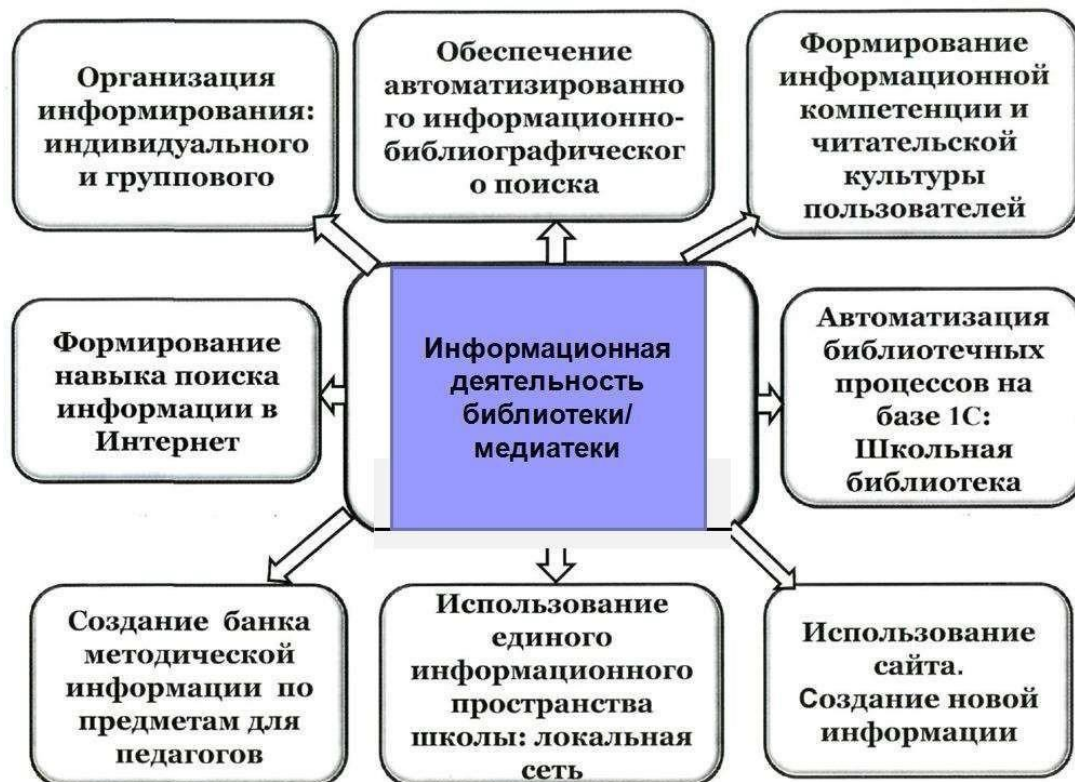 Организация
информирования:
индивидуального
и группового
Обеспечение
автоматизированно
го информационно-
библиографическог
о поиска
Формирование
информационной
компетенции и
читательской
культуры
пользователей
Формирование
навыка поиска
информации в
Интернет
Информационная
деятельность
библиотеки/
медиатеки
Автоматизация
библиотечных
процессов на
базе 1С:
Школьная
библиотека
Создание банка
методической
информации по
предметам для
педагогов
Использование
единого
информационного
пространства
школы: локальная
сеть
Использование
сайта.
Создание новой
информации